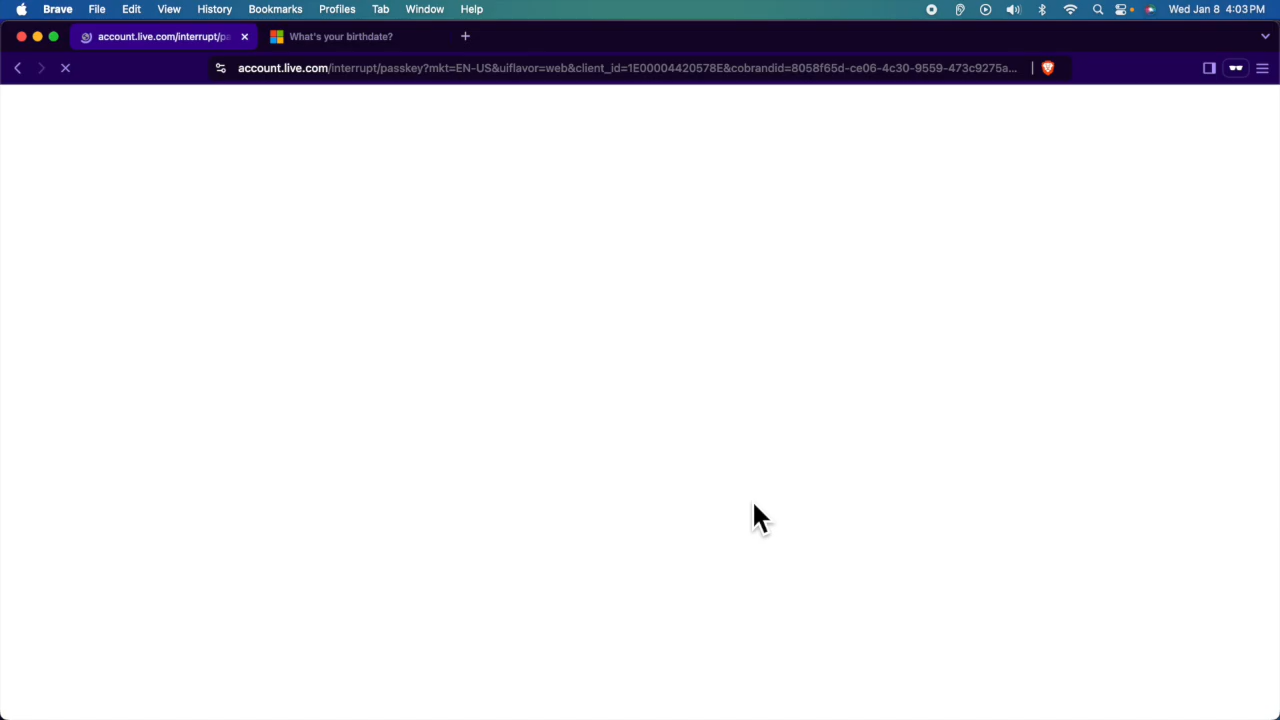 Brave File Edit View History Bookmarks Profiles Tab Window Help Wed Jan 8 4:03 PM
account.live.com/interrupt/pa What's your birthdate?
account.live.com/interrupt/passkey?mkt=EN-US&uiflavor=web&client_id=1E00004420578E&cobrandid=8058f65d-ce06-4c30-9559-473c9275a...